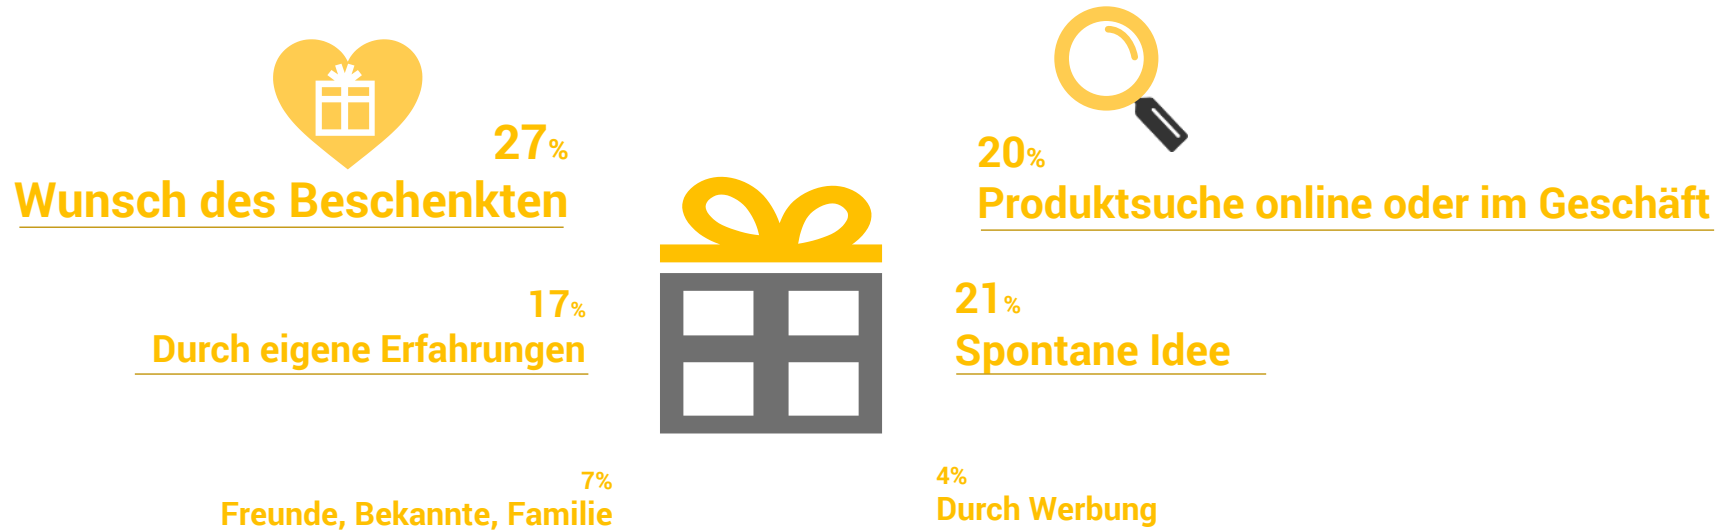 27%
Wunsch des Beschenkten
20%
Produktsuche online oder im Geschäft
17%
Durch eigene Erfahrungen
21%
Spontane Idee
7%
Freunde, Bekannte, Familie
4%
Durch Werbung